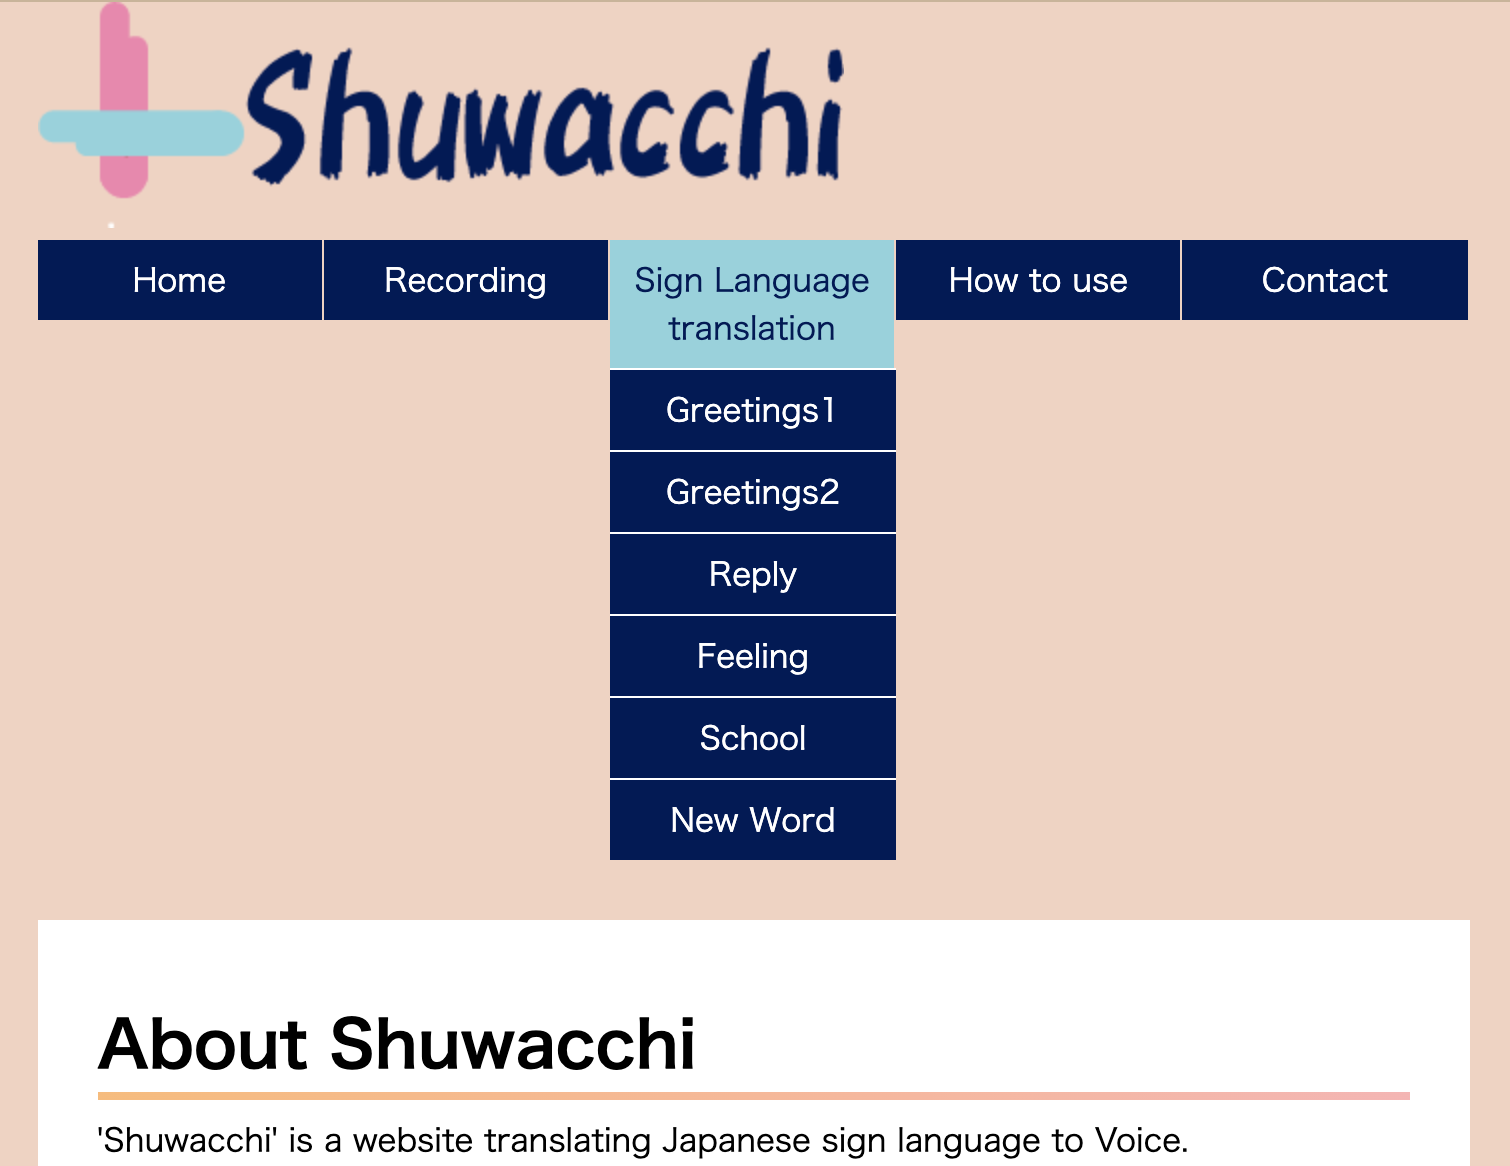 Shuwacchi
Home
Recording
Sign Language
translation
How to use
Contact
Greetings1
Greetings2
Reply
Feeling
School
New Word
About Shuwacchi
'Shuwacchi' is a website translating Japanese sign language to Voice.